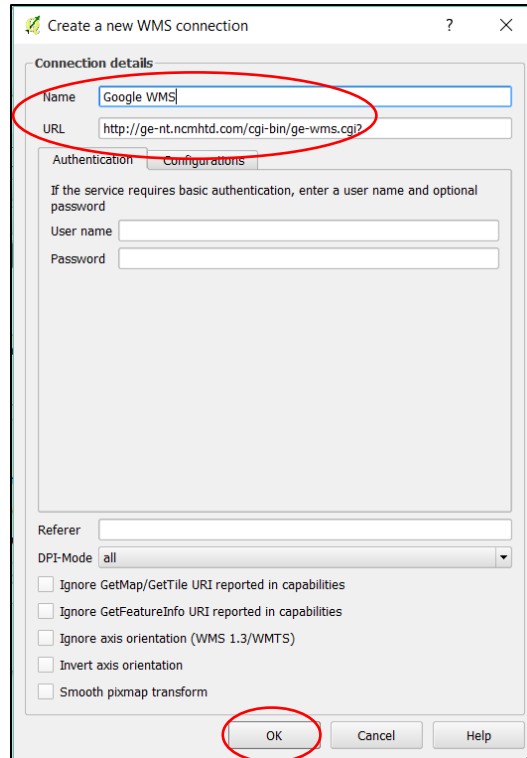 Create a new WMS connection ? ×
Connection details
Name Google WMS
URL http://ge-nt.ncmhtd.com/cgi-bin/ge-wms.cgi?
Authentication Configurations
If the service requires basic authentication, enter a user name and optional
password
User name
Password
Referer
DPI-Mode all
Ignore GetMap/GetTile URI reported in capabilities
Ignore GetFeatureInfo URI reported in capabilities
Ignore axis orientation (WMS 1.3/WMTS)
Invert axis orientation
Smooth pixmap transform
OK Cancel Help